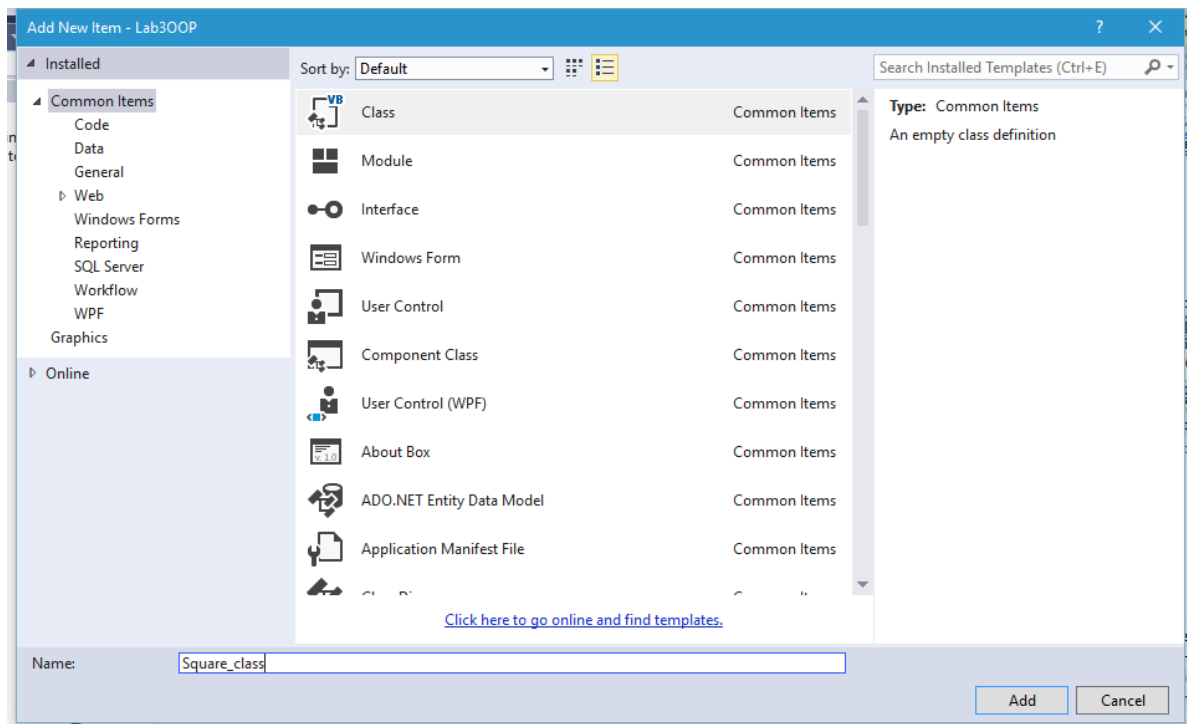 Add New Item - Lab3OOP
?
Installed
Sort by: Default
Search Installed Templates (Ctrl+E)
Common Items
Code
Data
General
Web
Windows Forms
Reporting
SQL Server
Workflow
WPF
Graphics
Online
VB
Class Common Items
Module Common Items
Interface Common Items
Windows Form Common Items
User Control Common Items
Component Class Common Items
User Control (WPF) Common Items
About Box Common Items
v. 1.0
ADO.NET Entity Data Model Common Items
Application Manifest File Common Items
Click here to go online and find templates.
Type: Common Items
An empty class definition
Name: Square_class
Add Cancel